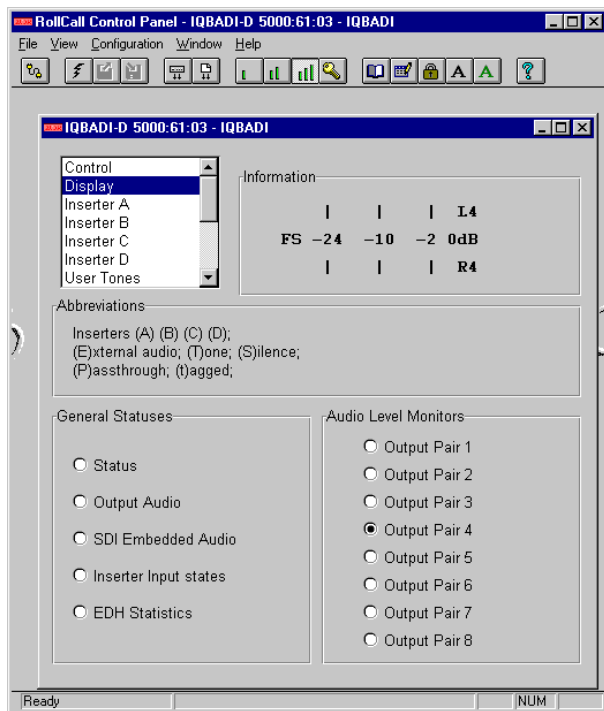 RollCall Control Panel - IQBADI-D 5000:61:03 - IQBADI
File View Configuration Window Help
A A ?
IQBADI-D 5000:61:03 - IQBADI
Control
Display
Inserter A
Inserter B
Inserter C
Inserter D
User Tones
Information
| | | L4
FS -24 -10 -2 0dB
| | | R4
Abbreviations
Inserters (A) (B) (C) (D);
(E)xternal audio; (T)one; (S)ilence;
(P)assthrough; (t)agged;
General Statuses
Status
Output Audio
SDI Embedded Audio
Inserter Input states
EDH Statistics
Audio Level Monitors
Output Pair 1
Output Pair 2
Output Pair 3
Output Pair 4
Output Pair 5
Output Pair 6
Output Pair 7
Output Pair 8
Ready NUM